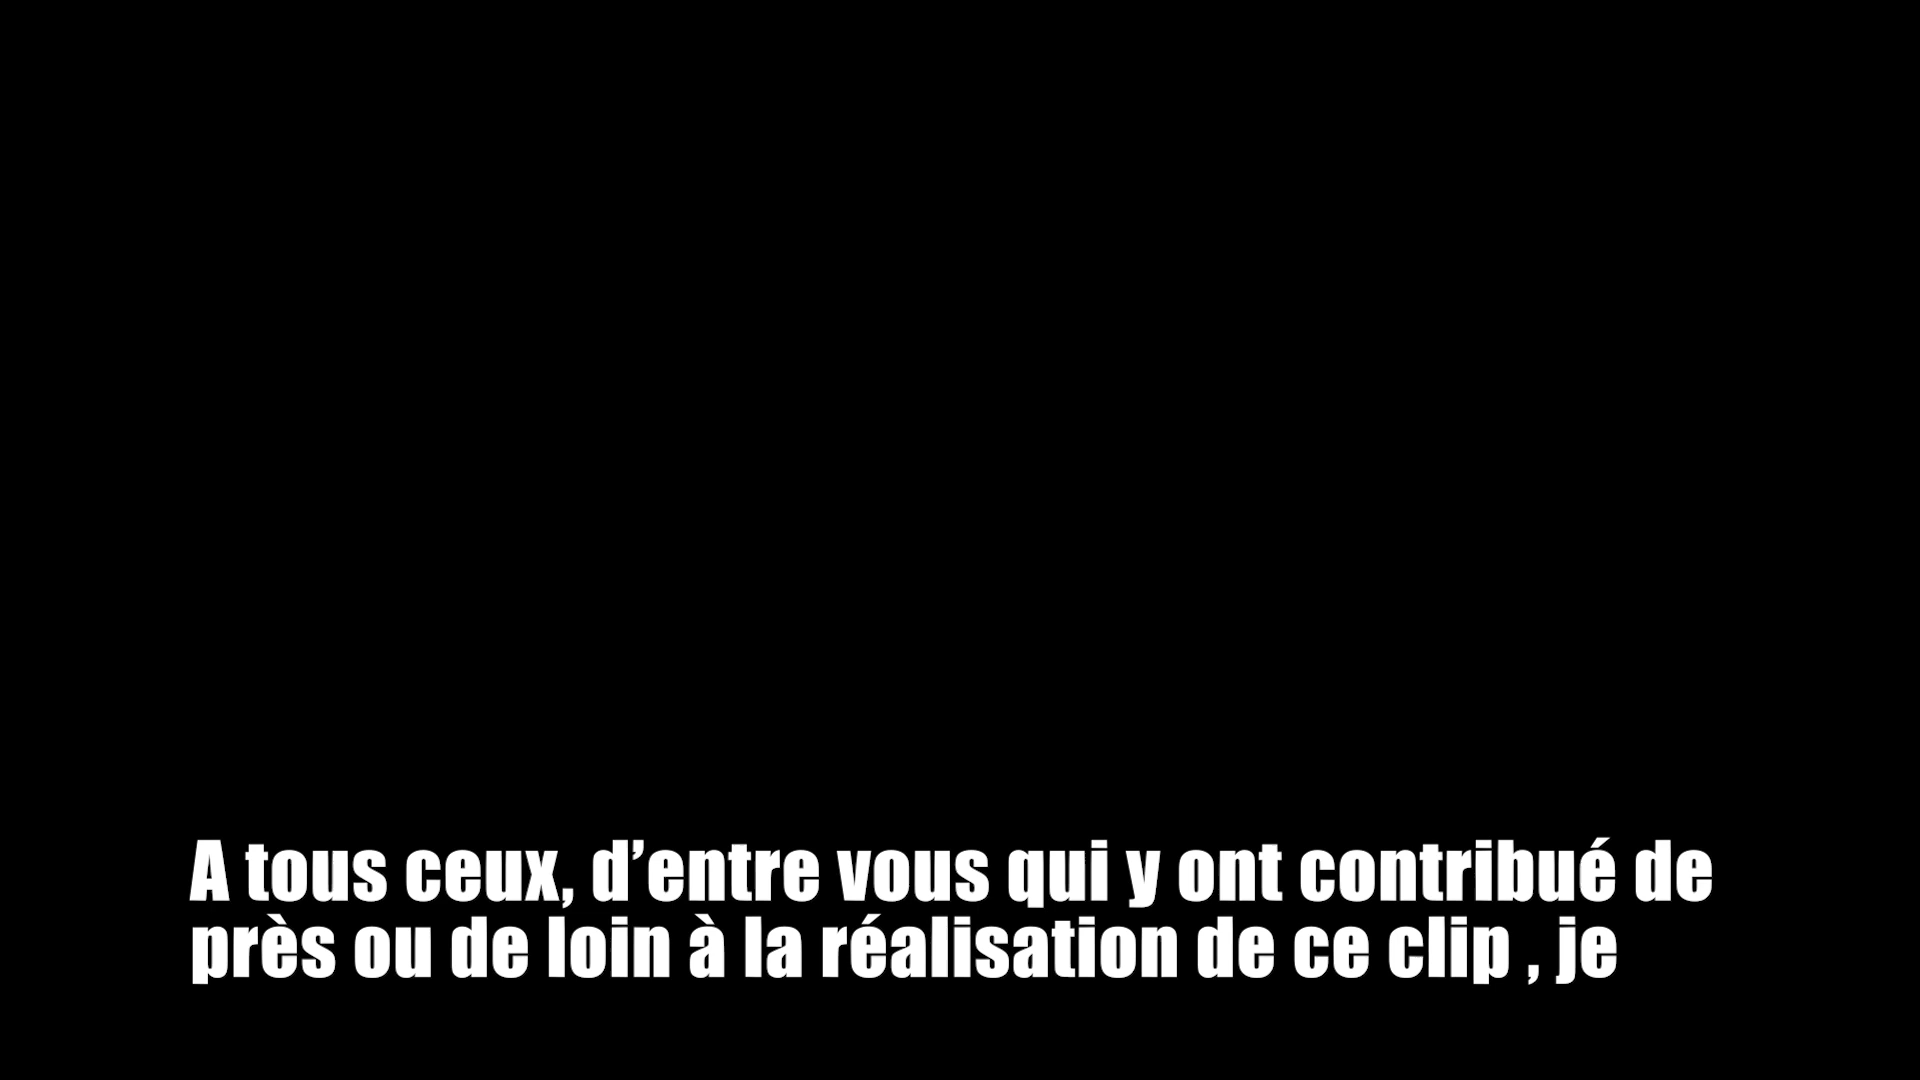 A tous ceux, d’entre vous qui y ont contribué de
près ou de loin à la réalisation de ce clip , je